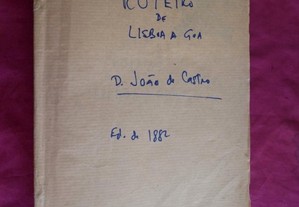 ROTEIRO
DE
LISBOA A GOA
D. João de Castro
Ed. de 1882